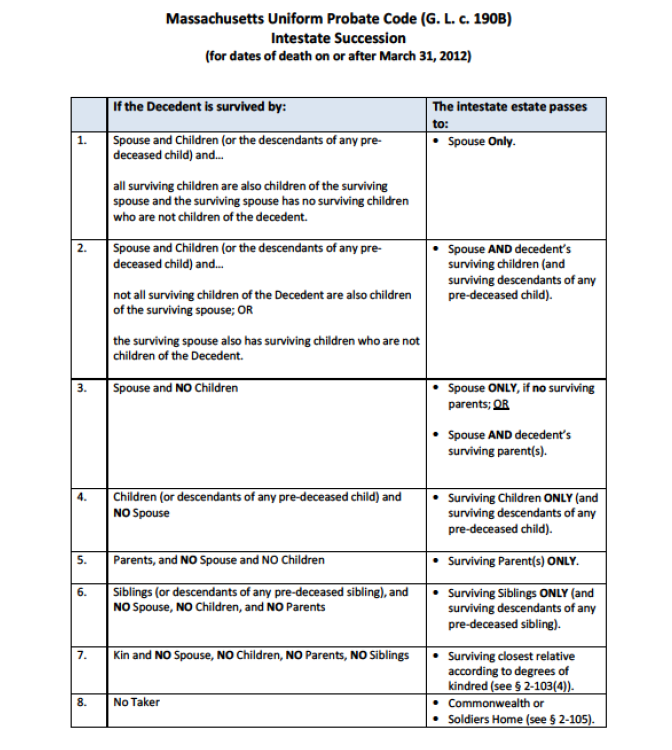 Massachusetts Uniform Probate Code (G. L. c. 190B)
Intestate Succession
(for dates of death on or after March 31, 2012)
If the Decedent is survived by:
The intestate estate passes
to:
1.
Spouse and Children (or the descendants of any pre-
deceased child) and...
all surviving children are also children of the surviving
spouse and the surviving spouse has no surviving children
who are not children of the decedent.
• Spouse Only.
2.
Spouse and Children (or the descendants of any pre-
deceased child) and...
not all surviving children of the Decedent are also children
of the surviving spouse; OR
the surviving spouse also has surviving children who are not
children of the Decedent.
• Spouse AND decedent's
surviving children (and
surviving descendants of any
pre-deceased child).
3.
Spouse and NO Children
• Spouse ONLY, if no surviving
parents; OR
• Spouse AND decedent's
surviving parent(s).
4.
Children (or descendants of any pre-deceased child) and
NO Spouse
• Surviving Children ONLY (and
surviving descendants of any
pre-deceased child).
5.
Parents, and NO Spouse and NO Children
• Surviving Parent(s) ONLY.
6.
Siblings (or descendants of any pre-deceased sibling), and
NO Spouse, NO Children, and NO Parents
• Surviving Siblings ONLY (and
surviving descendants of any
pre-deceased sibling).
7.
Kin and NO Spouse, NO Children, NO Parents, NO Siblings
• Surviving closest relative
according to degrees of
kindred (see § 2-103(4)).
8.
No Taker
• Commonwealth or
• Soldiers Home (see § 2-105).